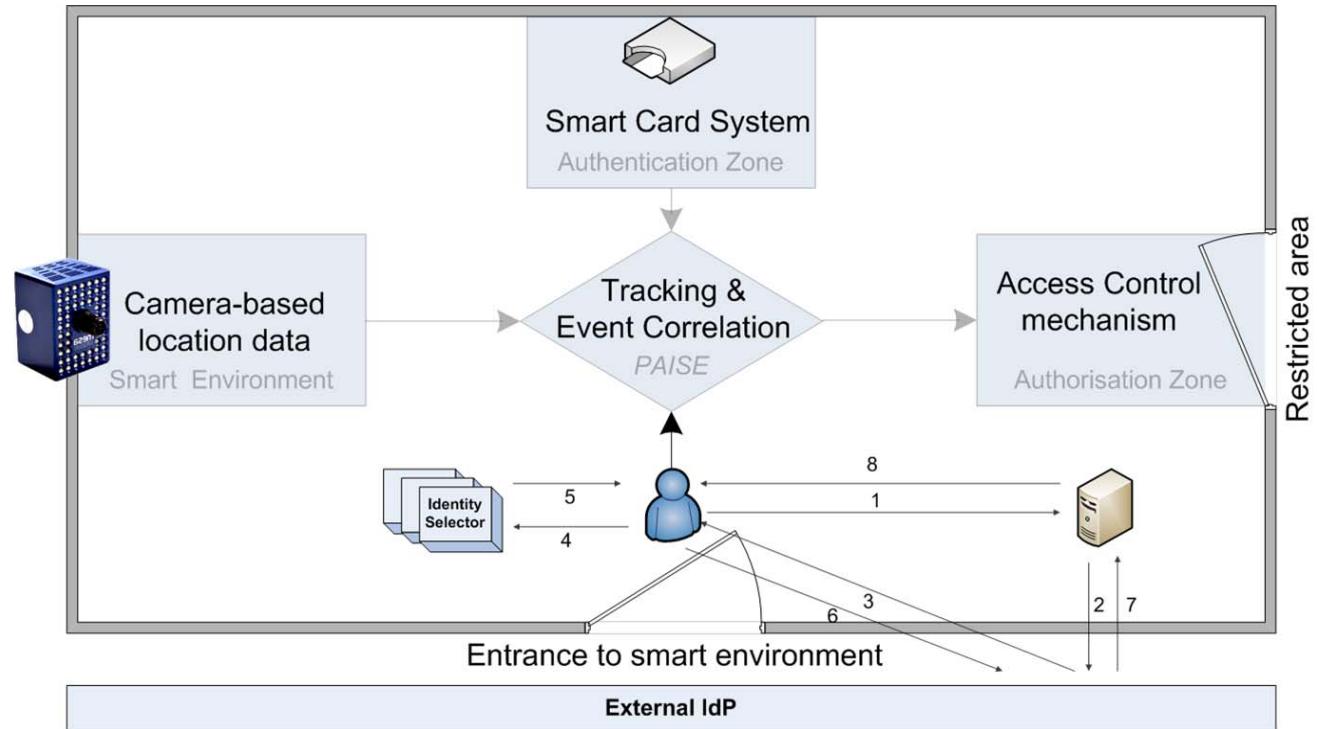 Smart Card System
Authentication Zone
Camera-based
location data
Smart Environment
Tracking &
Event Correlation
PAISE
Access Control
mechanism
Authorisation Zone
Restricted area
Identity
Selector
5
4
8
1
3
6
2
7
Entrance to smart environment
External IdP